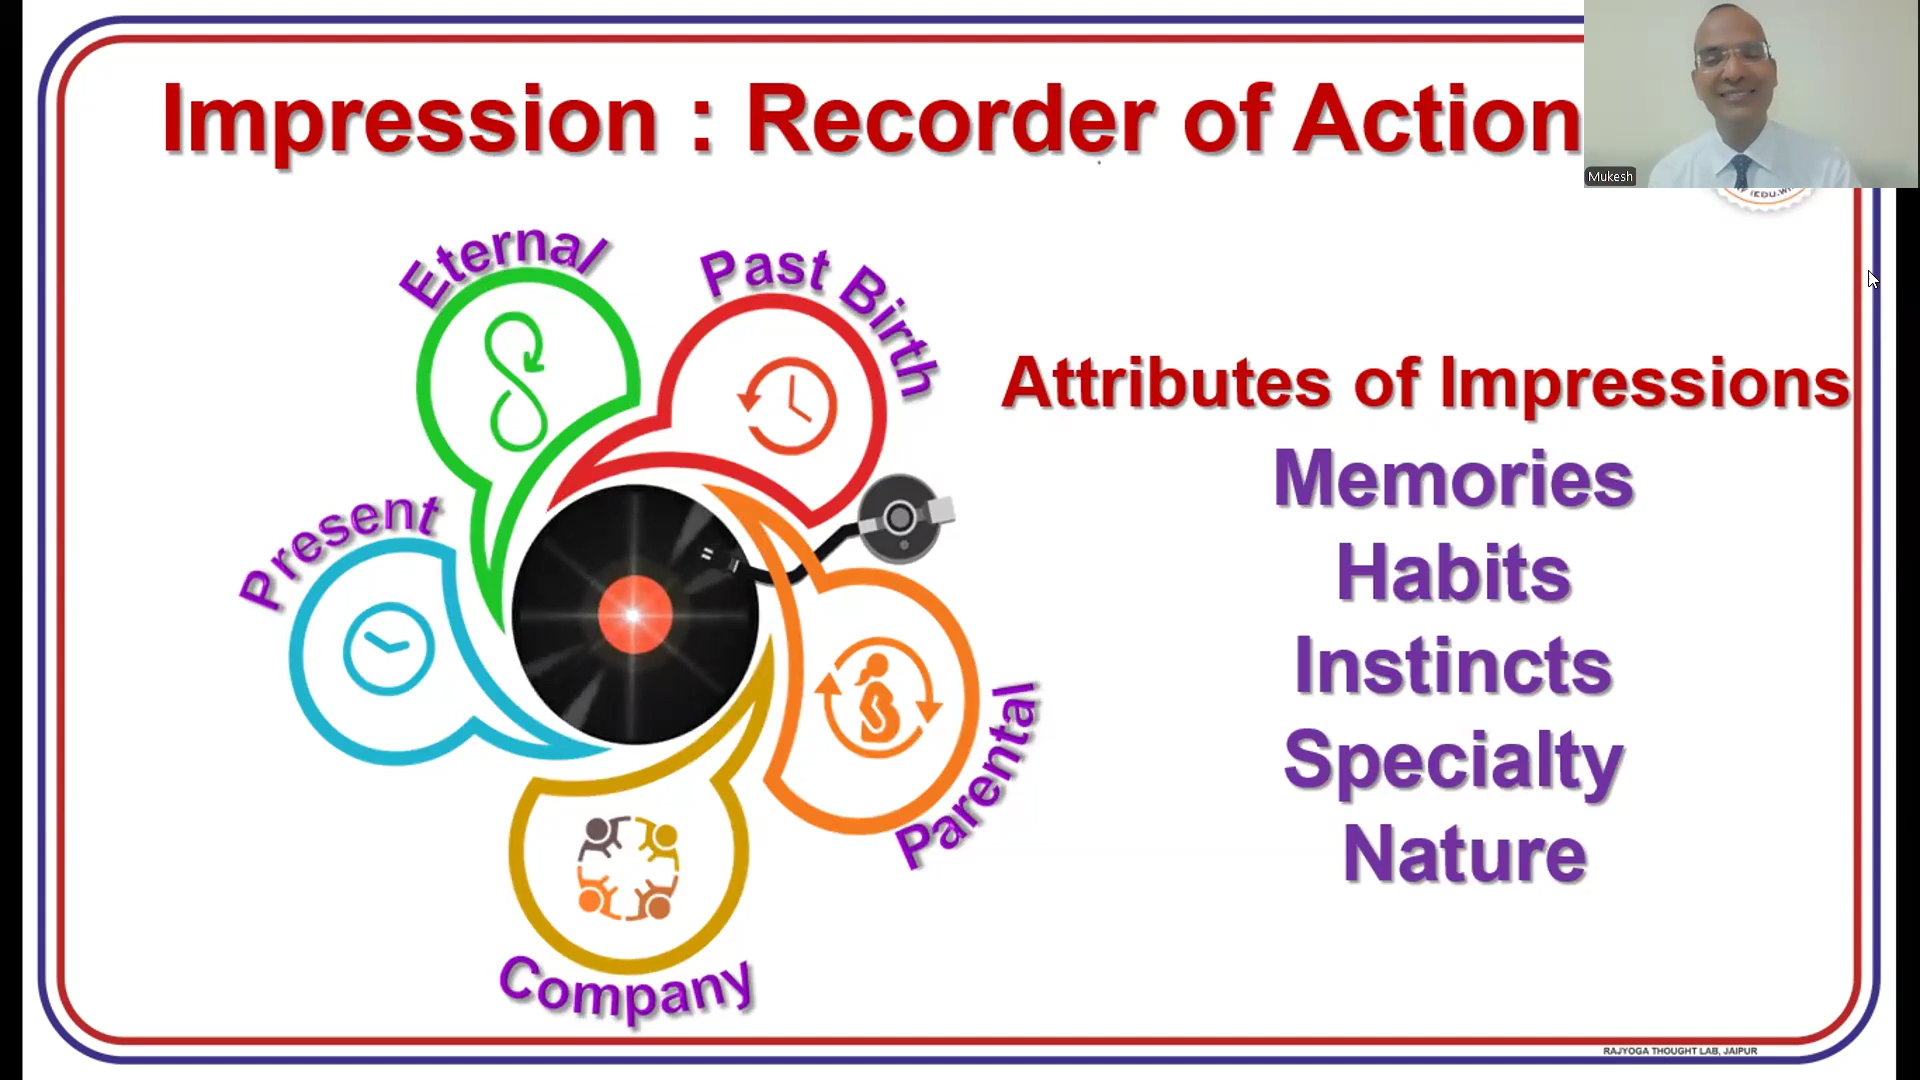 Impression : Recorder of Action
Mukesh
Eternal
Past Birth
Present
Parental
Company
Attributes of Impressions
Memories
Habits
Instincts
Specialty
Nature
RAJYOGA THOUGHT LAB, JAIPUR